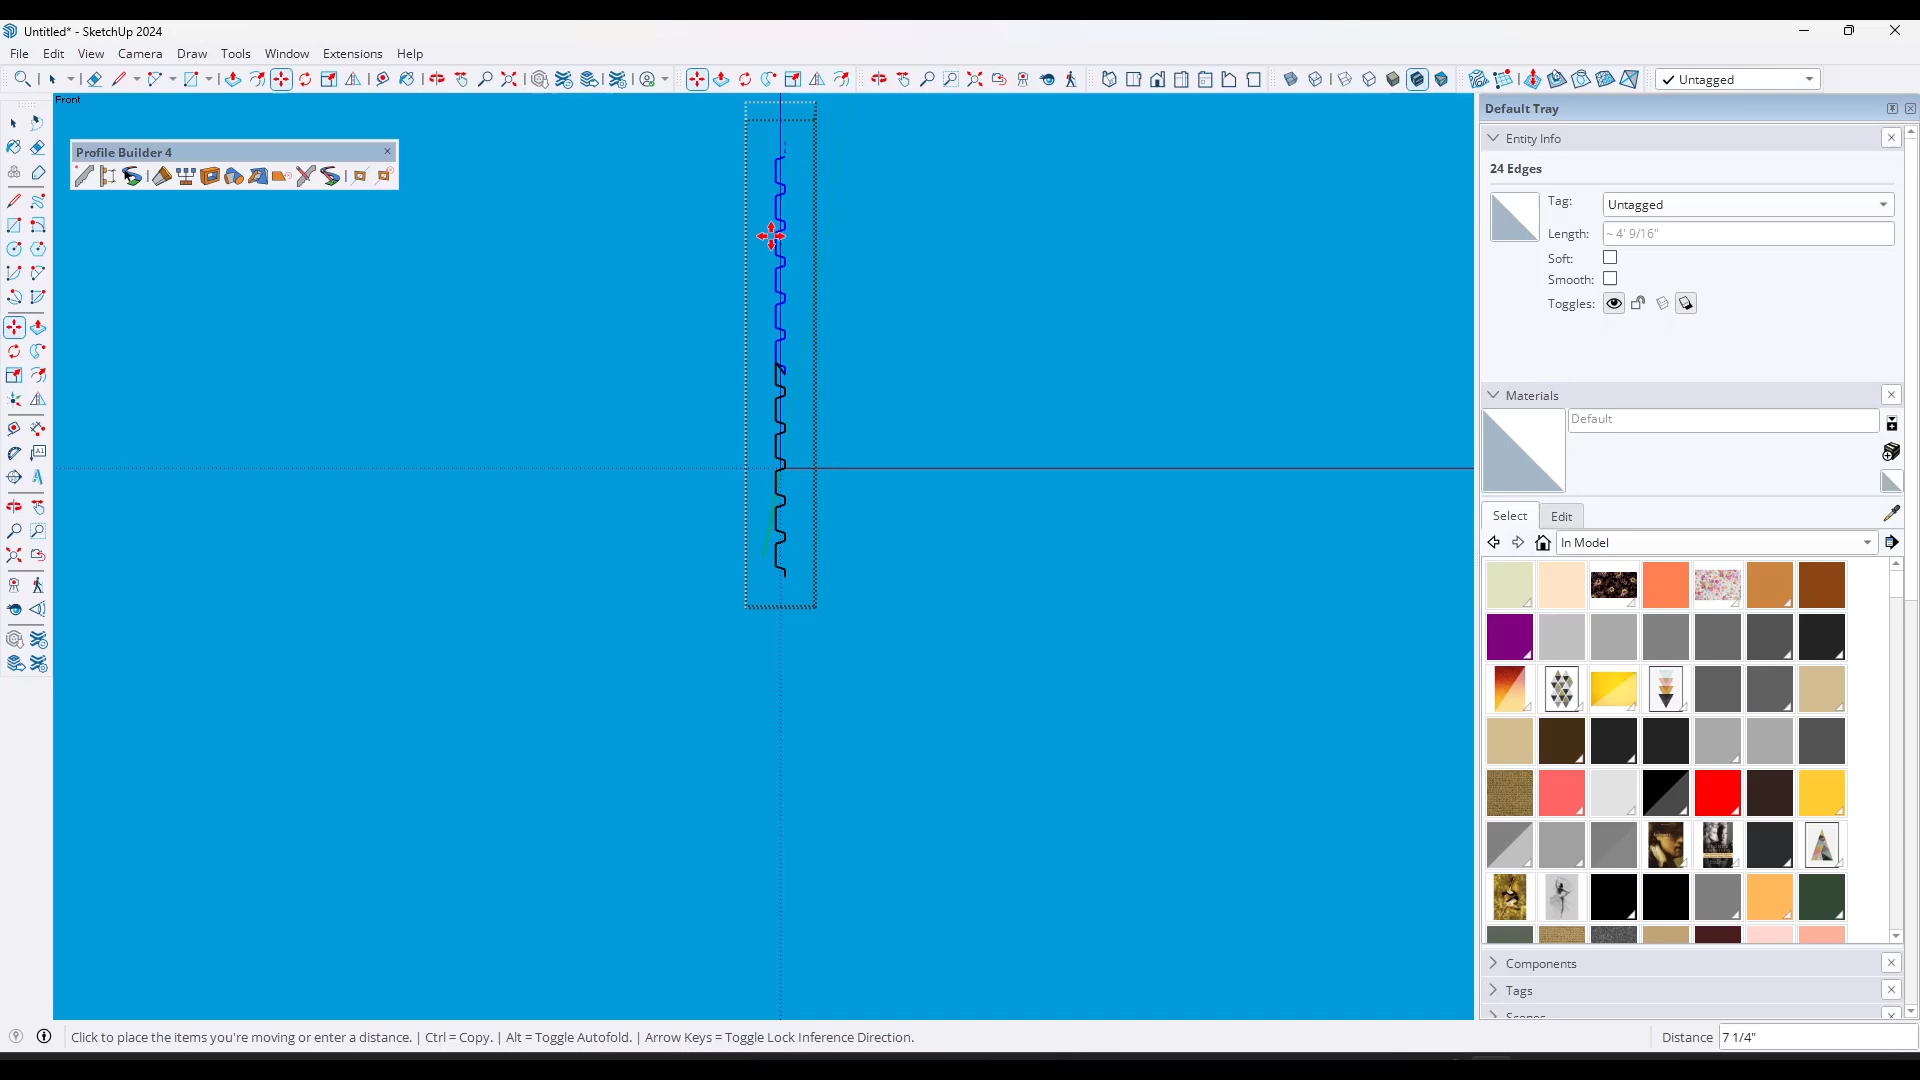 Untitled* - SketchUp 2024
File Edit View Camera Draw Tools Window Extensions Help
Untagged
Front
Profile Builder 4
Default Tray
Entity Info
24 Edges
Tag: Untagged
Length: ~ 4' 9/16"
Soft:
Smooth:
Toggles:
Materials
Default
Select Edit
In Model
Components
Tags
Scenes
Click to place the items you're moving or enter a distance. | Ctrl = Copy. | Alt = Toggle Autofold. | Arrow Keys = Toggle Lock Inference Direction.
Distance 7 1/4"